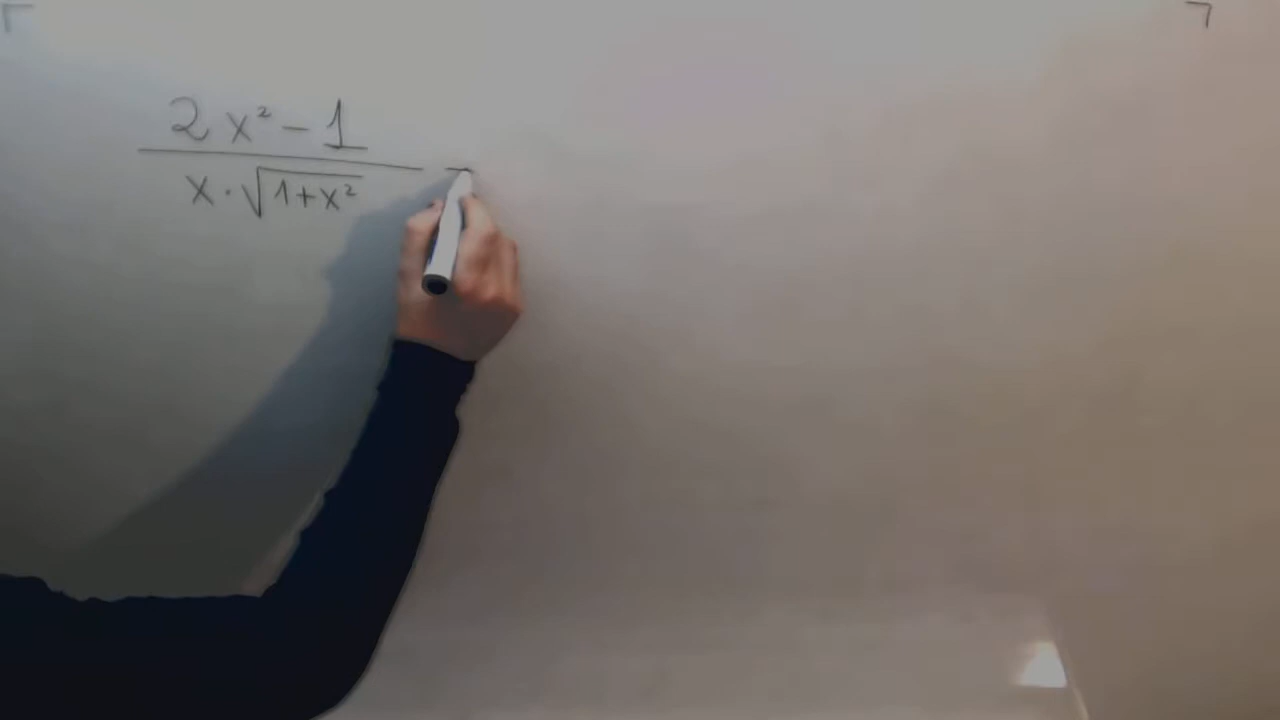 2x² - 1
x · √1+x²